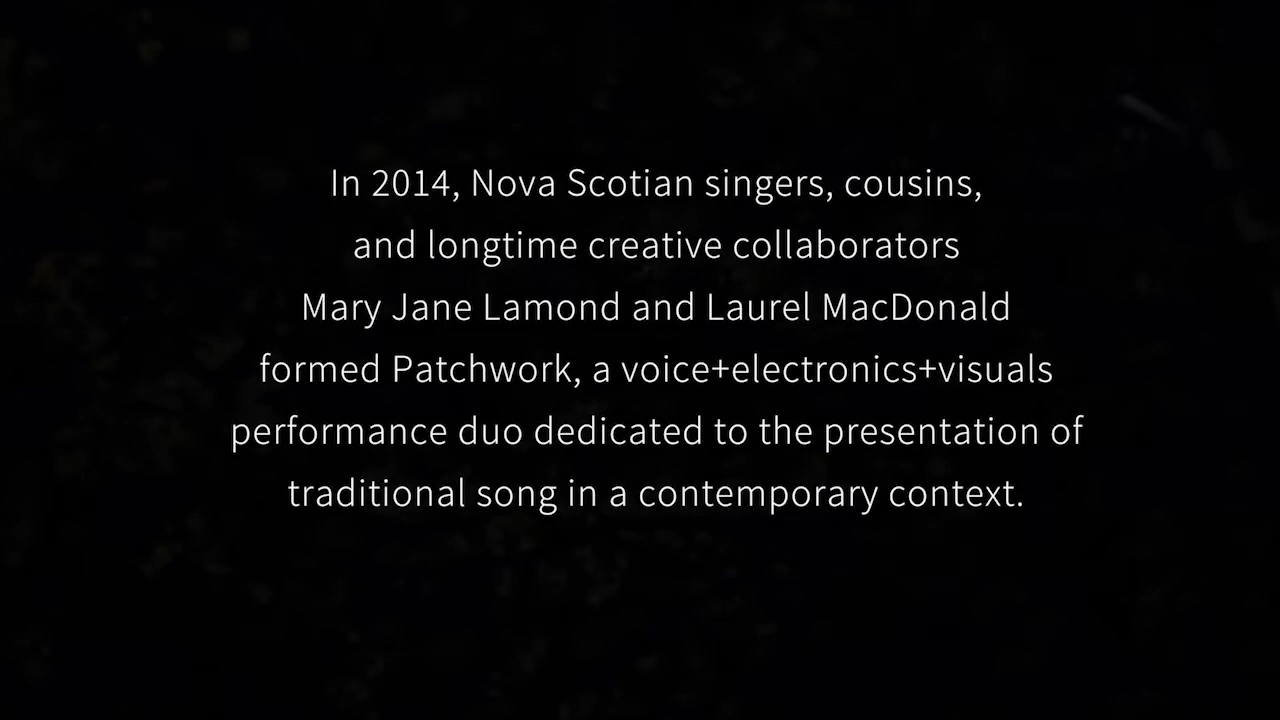 In 2014, Nova Scotian singers, cousins,
and longtime creative collaborators
Mary Jane Lamond and Laurel MacDonald
formed Patchwork, a voice+electronics+visuals
performance duo dedicated to the presentation of
traditional song in a contemporary context.